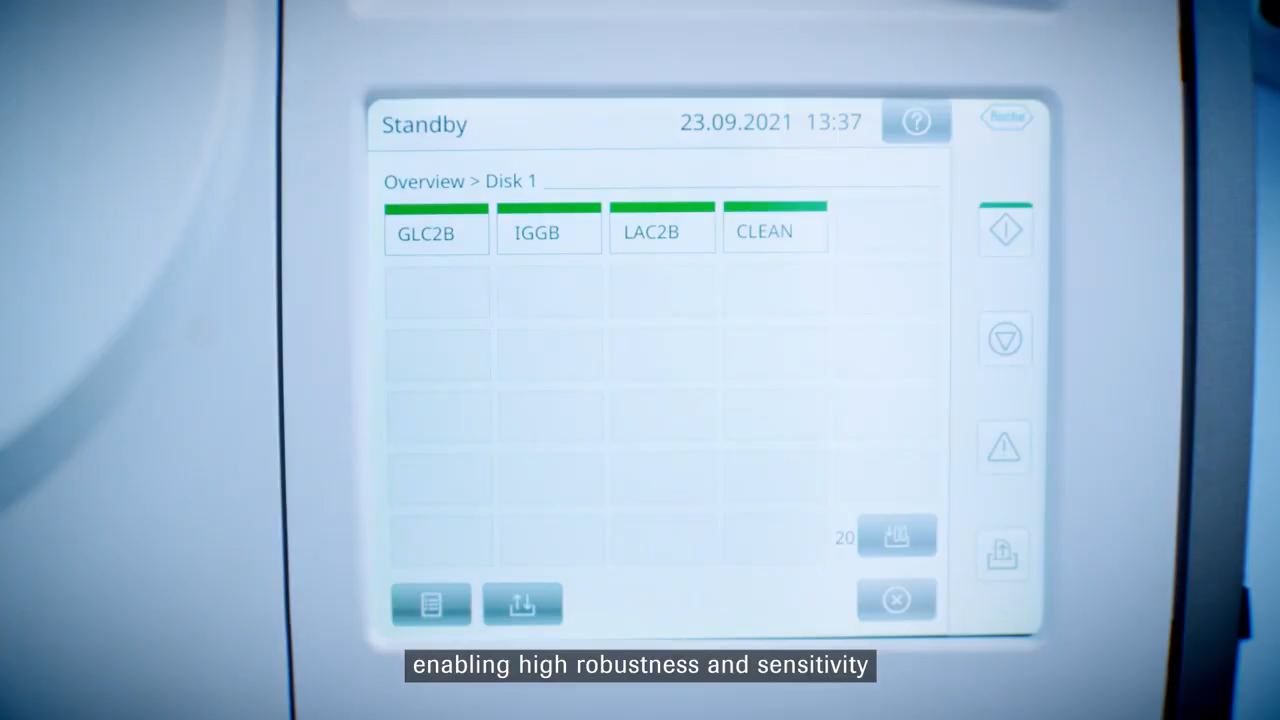 Standby 23.09.2021 13:37
Roche
Overview > Disk 1
GLC2B IGGB LAC2B CLEAN
20
enabling high robustness and sensitivity